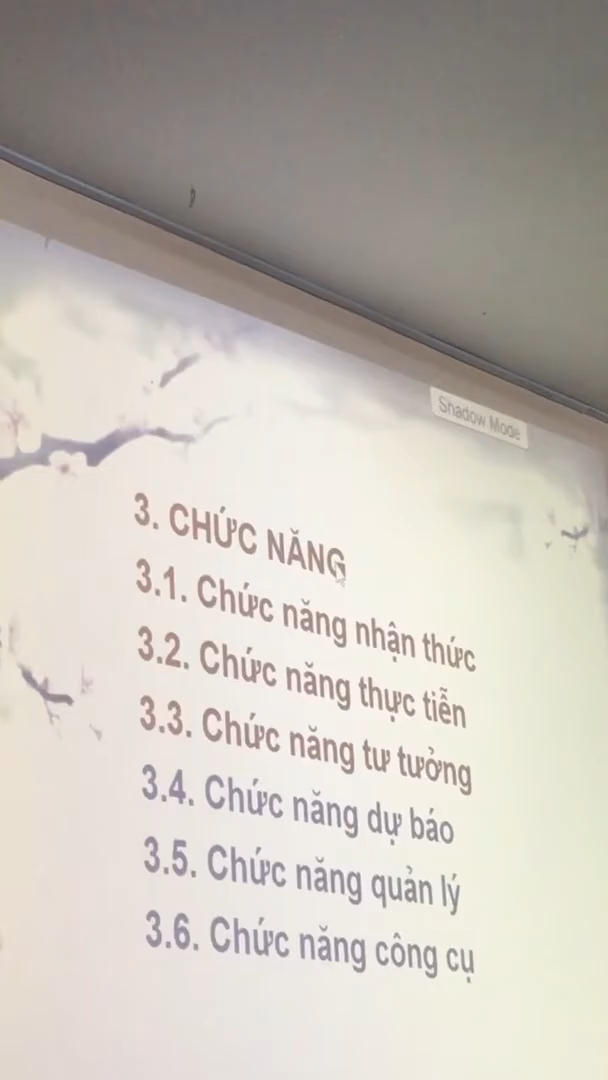 Shadow Mode
3. CHỨC NĂNG
3.1. Chức năng nhận thức
3.2. Chức năng thực tiễn
3.3. Chức năng tư tưởng
3.4. Chức năng dự báo
3.5. Chức năng quản lý
3.6. Chức năng công cụ